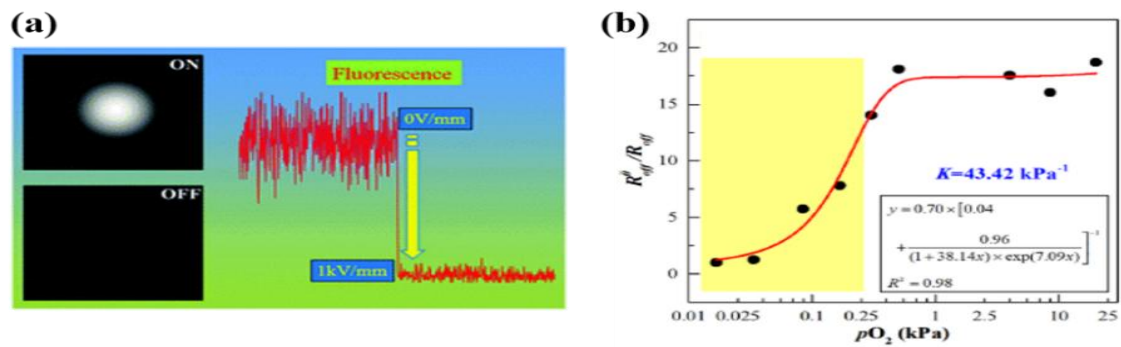 (a)
ON
OFF
Fluorescence
0V/mm
1kV/mm
(b)
20
15
10
5
0
R⁰off/Roff
K=43.42 kPa⁻¹
y = 0.70 × [0.04
+ 0.96 / (1+38.14x) × exp(7.09x)]⁻¹
R² = 0.98
0.01 0.025 0.1 0.25 1 2.5 10 25
pO₂ (kPa)